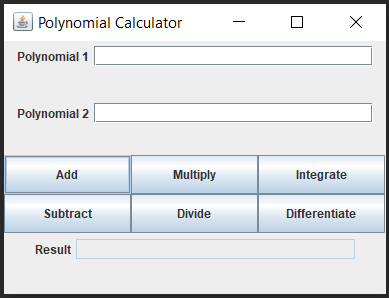 Polynomial Calculator
Polynomial 1
Polynomial 2
Add Multiply Integrate
Subtract Divide Differentiate
Result